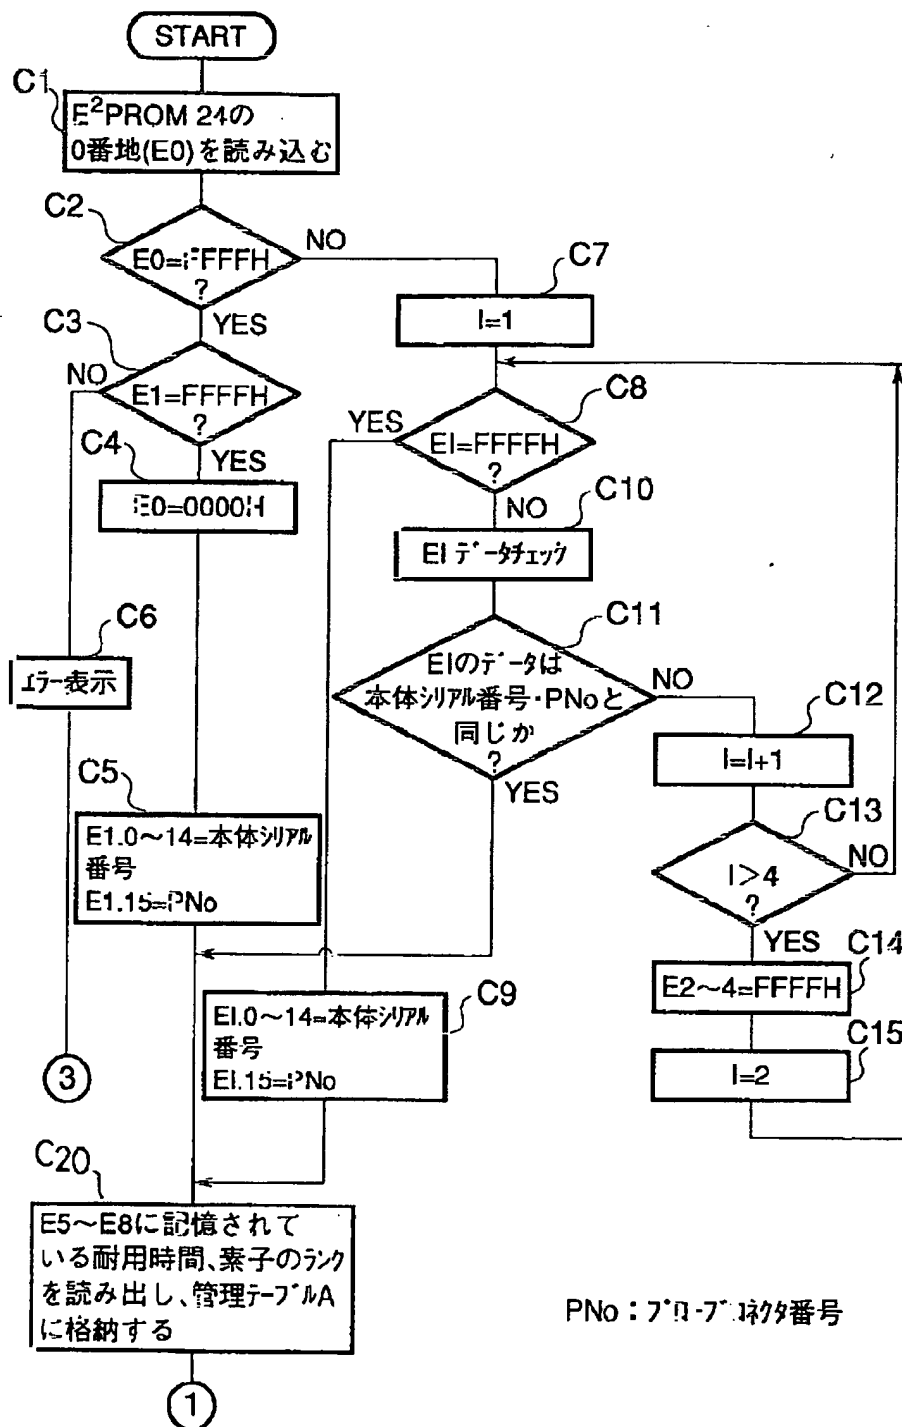 START
C1
E²PROM 24の
0番地(E0)を読み込む
C2
E0=FFFFH
?
NO
YES
C3
NO
E1=FFFFH
?
YES
C4
E0=0000H
C6
エラー表示
C5
E1.0〜14=本体シリアル
番号
E1.15=PNo
3
C7
I=1
C8
YES
EI=FFFFH
?
NO
C10
EI データチェック
C11
EIのデータは
本体シリアル番号・PNoと
同じか
?
NO
YES
C12
I=I+1
C13
I>4
?
NO
YES
C14
E2〜4=FFFFH
C15
I=2
C9
EI.0〜14=本体シリアル
番号
EI.15=PNo
C20
E5〜E8に記憶されて
いる耐用時間、素子のランク
を読み出し、管理テーブルA
に格納する
1
PNo：プローブコネクタ番号